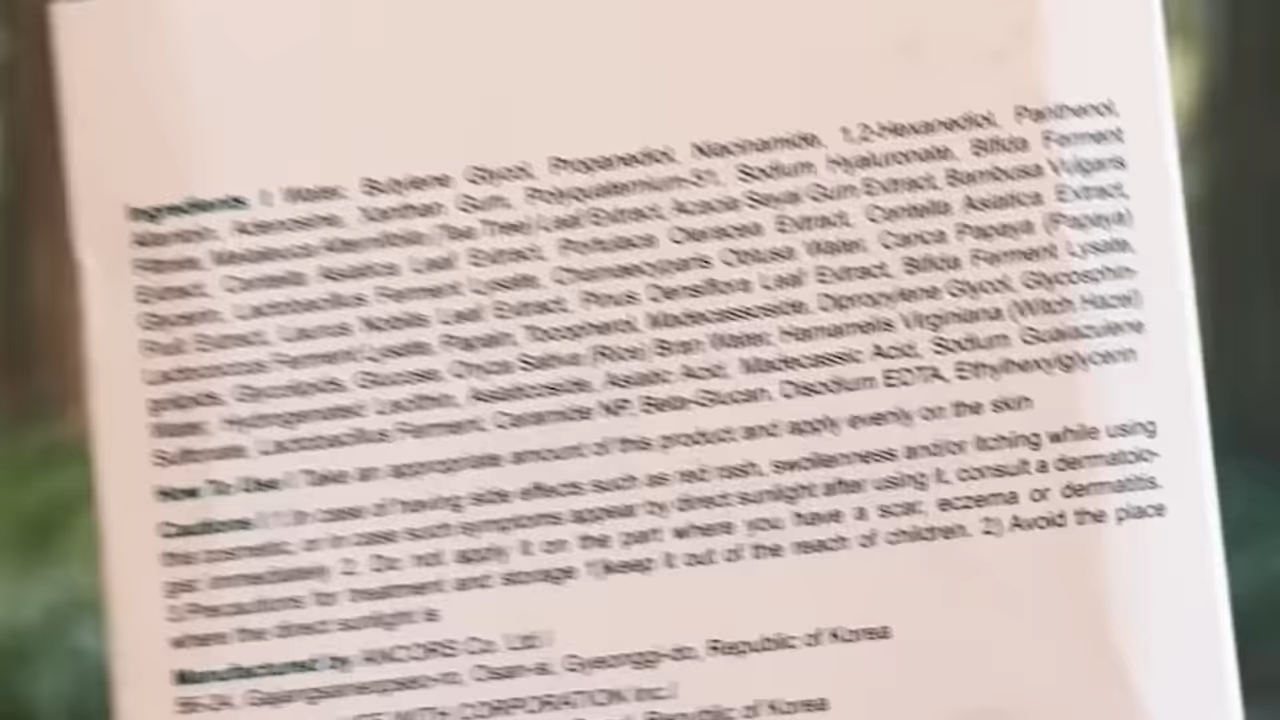 Ingredients | Water, Butylene Glycol, Propanediol, Niacinamide, 1,2-Hexanediol, Panthenol,
Adenosine, Xanthan Gum, Polyquaternium-51, Sodium Hyaluronate, Bifida Ferment
Filtrate, Melaleuca Alternifolia (Tea Tree) Leaf Extract, Acacia Seyal Gum Extract, Bambusa Vulgaris
Extract, Centella Asiatica Leaf Extract, Portulaca Oleracea Extract, Centella Asiatica Extract,
Lactobacillus Ferment Lysate, Chamaecyparis Obtusa Water, Carica Papaya (Papaya)
Fruit Extract, Laurus Nobilis Leaf Extract, Pinus Densiflora Leaf Extract, Bifida Ferment Lysate,
Lactococcus Ferment Lysate, Papain, Tocopherol, Madecassoside, Dipropylene Glycol, Glycosphin-
golipids, Glycolipids, Glucose, Oryza Sativa (Rice) Bran Water, Hamamelis Virginiana (Witch Hazel)
Water, Hydrogenated Lecithin, Asiaticoside, Asiatic Acid, Madecassic Acid, Sodium Guaiazulene
Sulfonate, Lactobacillus Ferment, Ceramide NP, Beta-Glucan, Disodium EDTA, Ethylhexylglycerin
How To Use | Take an appropriate amount of this product and apply evenly on the skin
Cautions | 1. In case of having side effects such as red rash, swollenness and/or itching while using
the cosmetic, or in case such symptoms appear by direct sunlight after using it, consult a dermatolo-
gist immediately 2. Do not apply it on the part where you have a scar, eczema or dermatitis.
3.Precautions for treatment and storage 1)keep it out of the reach of children. 2) Avoid the place
where the direct sunlight is
Manufactured by Co. Ltd. /
Osan-si, Gyeonggi-do, Republic of Korea
WITH CORPORATION Inc./
Republic of Korea